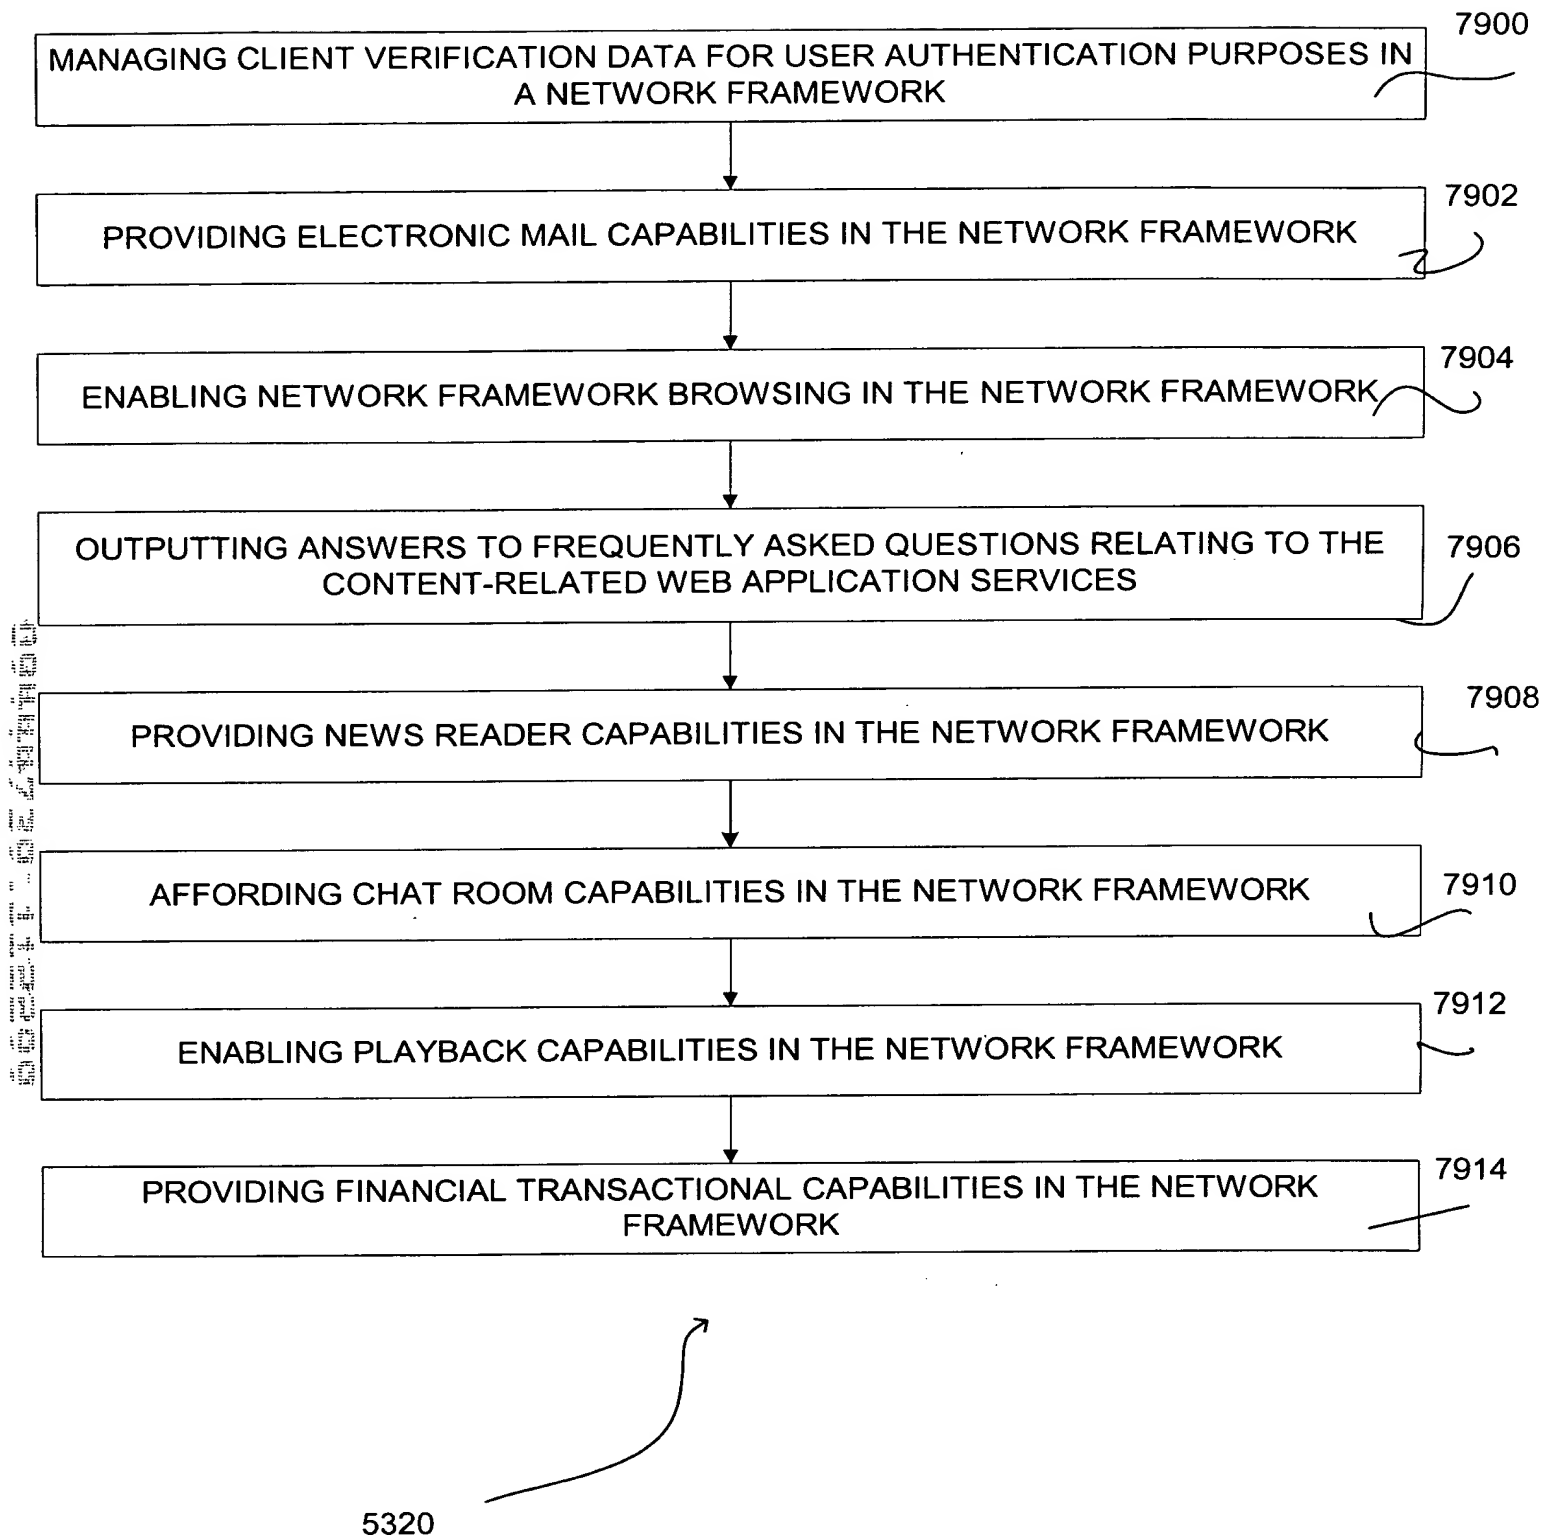 7900
MANAGING CLIENT VERIFICATION DATA FOR USER AUTHENTICATION PURPOSES IN
A NETWORK FRAMEWORK
7902
PROVIDING ELECTRONIC MAIL CAPABILITIES IN THE NETWORK FRAMEWORK
7904
ENABLING NETWORK FRAMEWORK BROWSING IN THE NETWORK FRAMEWORK
7906
OUTPUTTING ANSWERS TO FREQUENTLY ASKED QUESTIONS RELATING TO THE
CONTENT-RELATED WEB APPLICATION SERVICES
7908
PROVIDING NEWS READER CAPABILITIES IN THE NETWORK FRAMEWORK
7910
AFFORDING CHAT ROOM CAPABILITIES IN THE NETWORK FRAMEWORK
7912
ENABLING PLAYBACK CAPABILITIES IN THE NETWORK FRAMEWORK
7914
PROVIDING FINANCIAL TRANSACTIONAL CAPABILITIES IN THE NETWORK
FRAMEWORK
5320